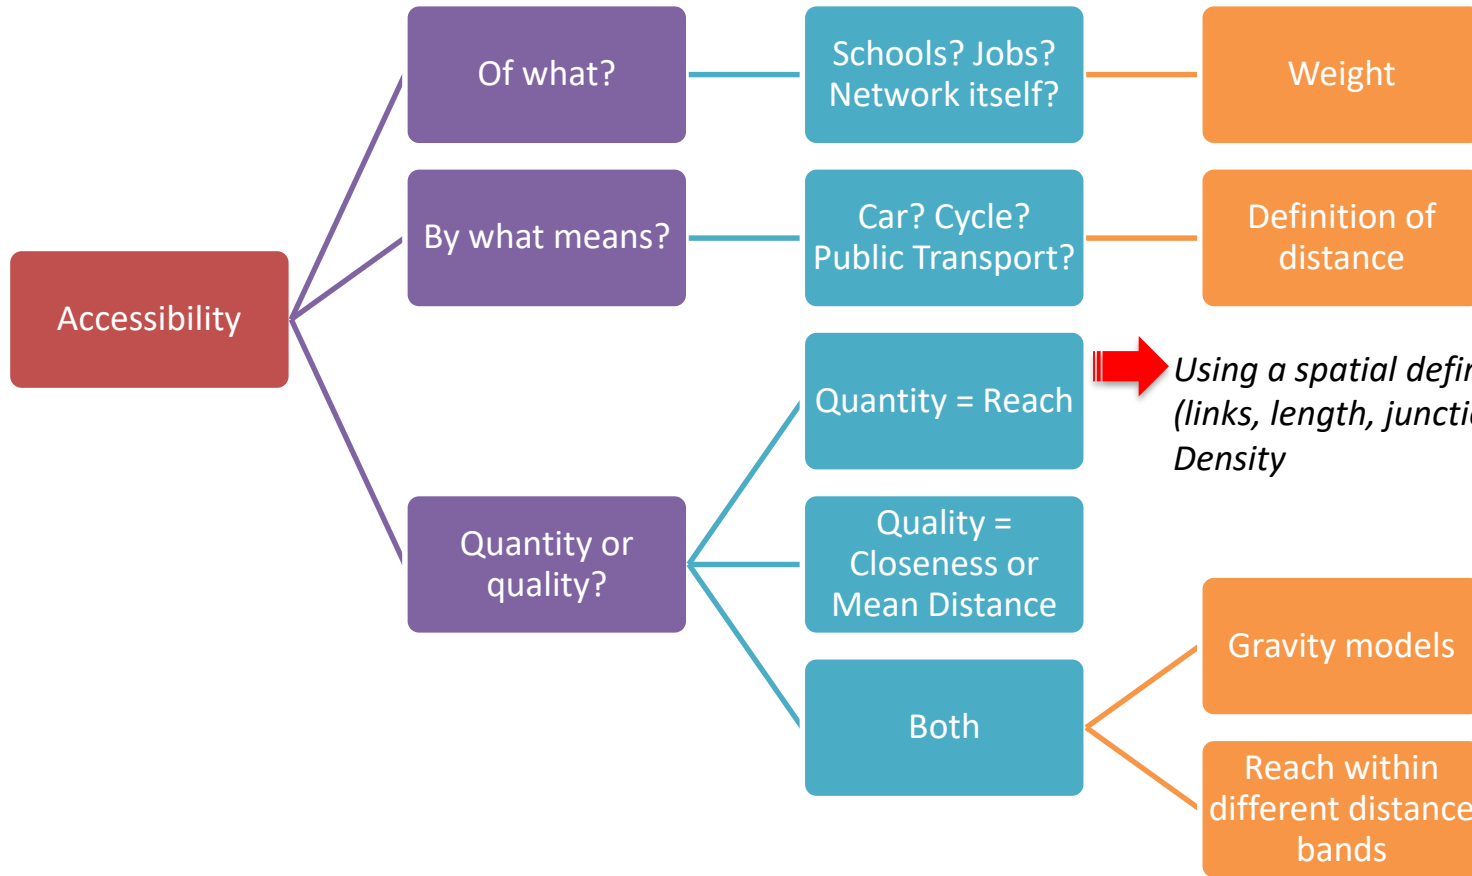 Of what?
Schools? Jobs?
Network itself?
Weight
By what means?
Car? Cycle?
Public Transport?
Definition of
distance
Accessibility
Quantity = Reach
Using a spatial
(links, length,
Density
Quantity or
quality?
Quality =
Closeness or
Mean Distance
Both
Gravity models
Reach within
different distance
bands